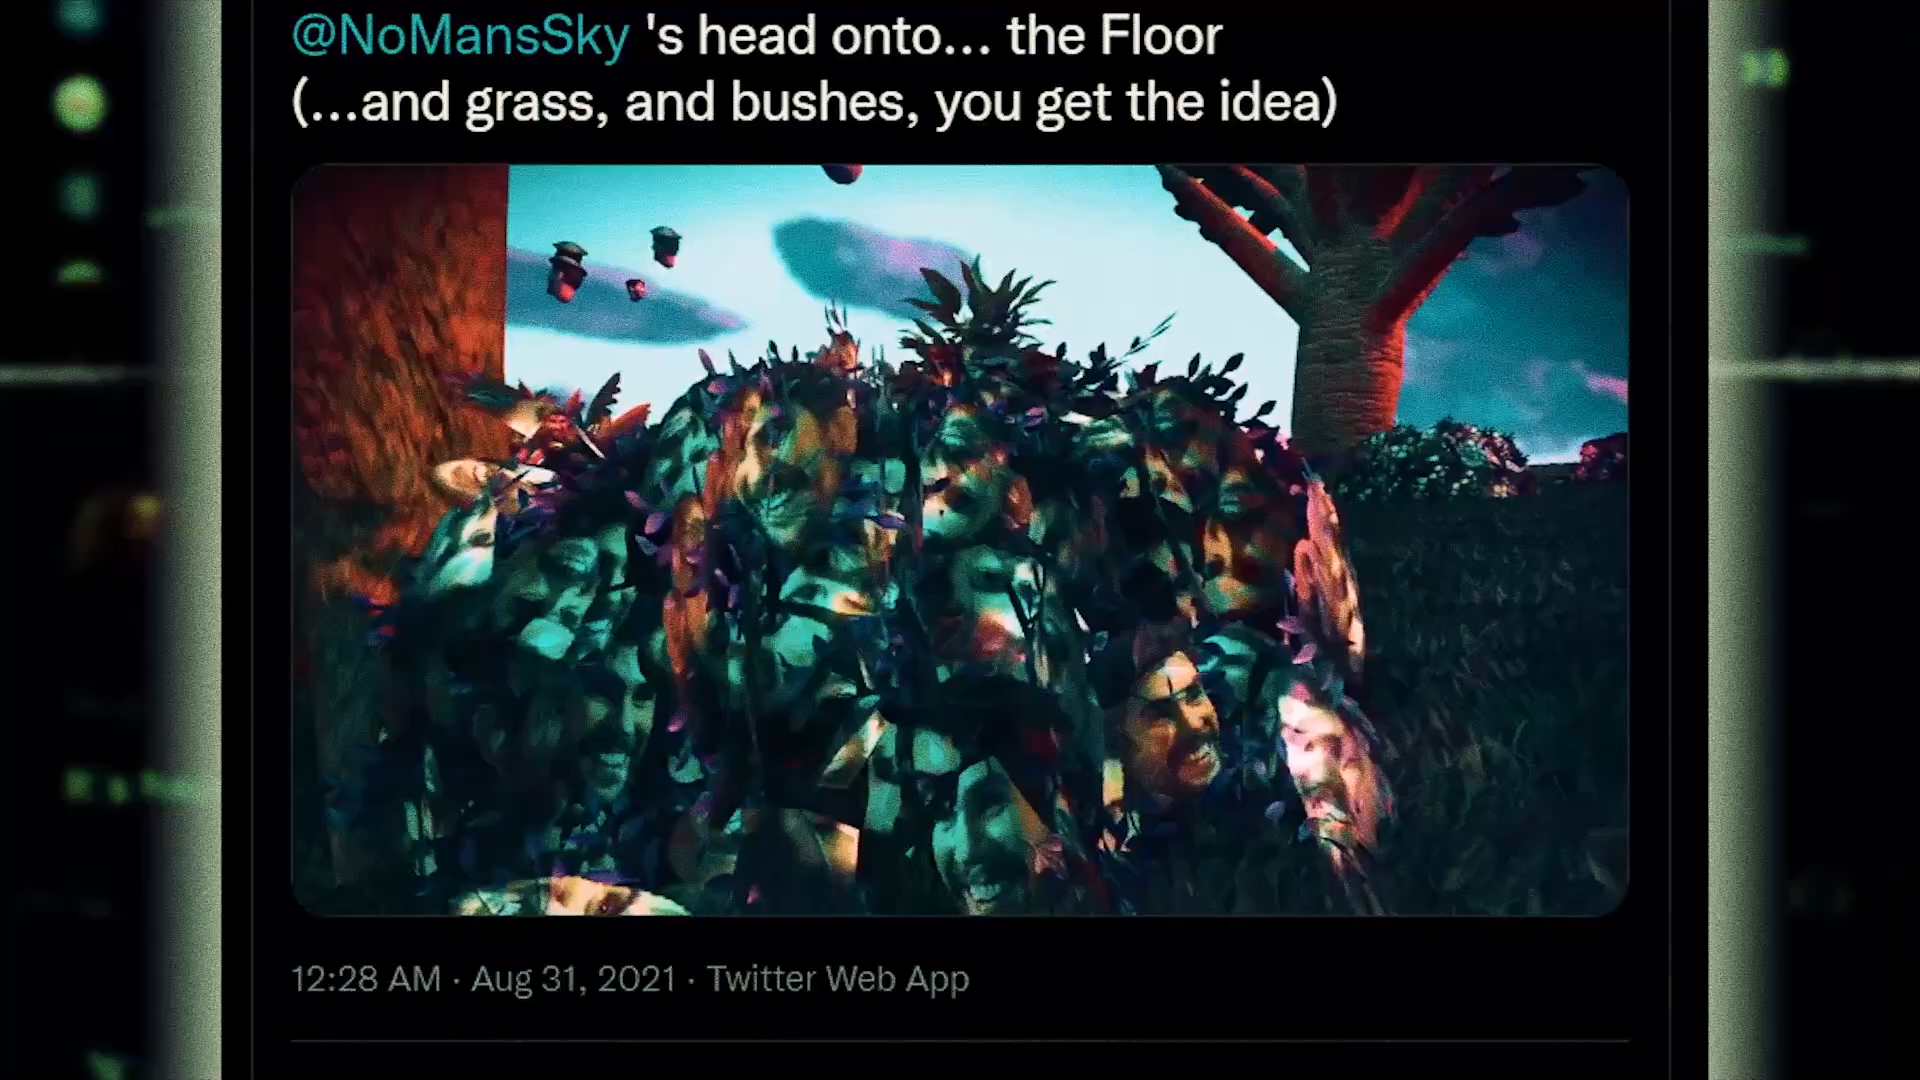 @NoMansSky 's head onto... the Floor
(...and grass, and bushes, you get the idea)
12:28 AM · Aug 31, 2021 · Twitter Web App